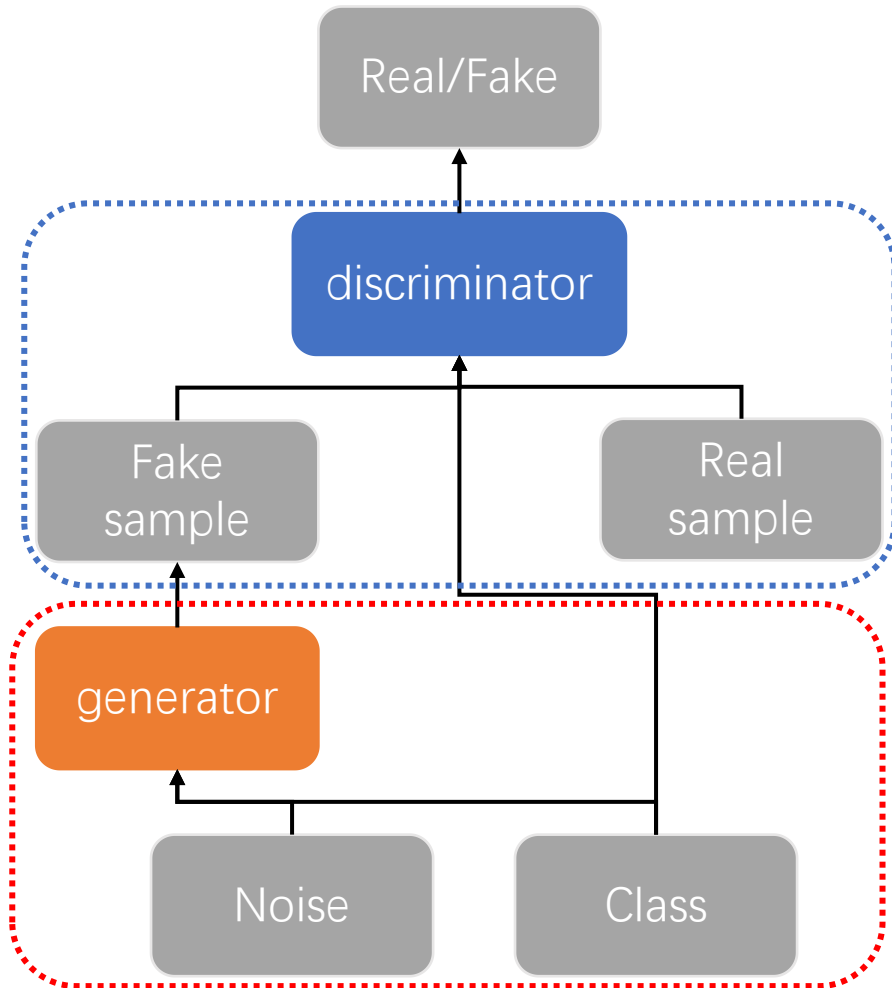 Real/Fake
discriminator
Fake
sample
Real
sample
generator
Noise
Class